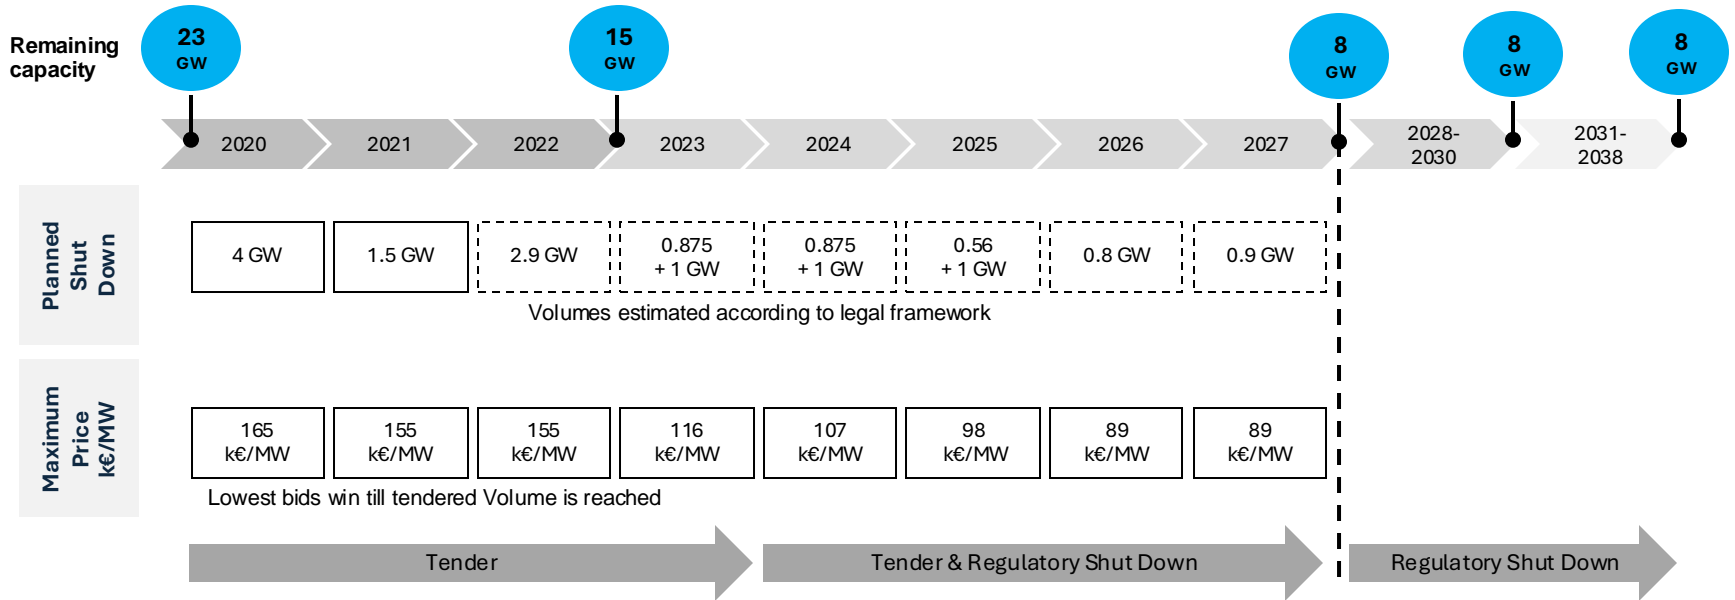 Remaining
capacity
23
GW
15
GW
8
GW
8
GW
8
GW
2020
2021
2022
2023
2024
2025
2026
2027
2028-
2030
2031-
2038
Planned
Shut
Down
4 GW
1.5 GW
2.9 GW
0.875
+ 1 GW
0.875
+ 1 GW
0.56
+ 1 GW
0.8 GW
0.9 GW
Volumes estimated according to legal framework
Maximum
Price
k€/MW
165
k€/MW
155
k€/MW
155
k€/MW
116
k€/MW
107
k€/MW
98
k€/MW
89
k€/MW
89
k€/MW
Lowest bids win till tendered Volume is reached
Tender
Tender & Regulatory Shut Down
Regulatory Shut Down